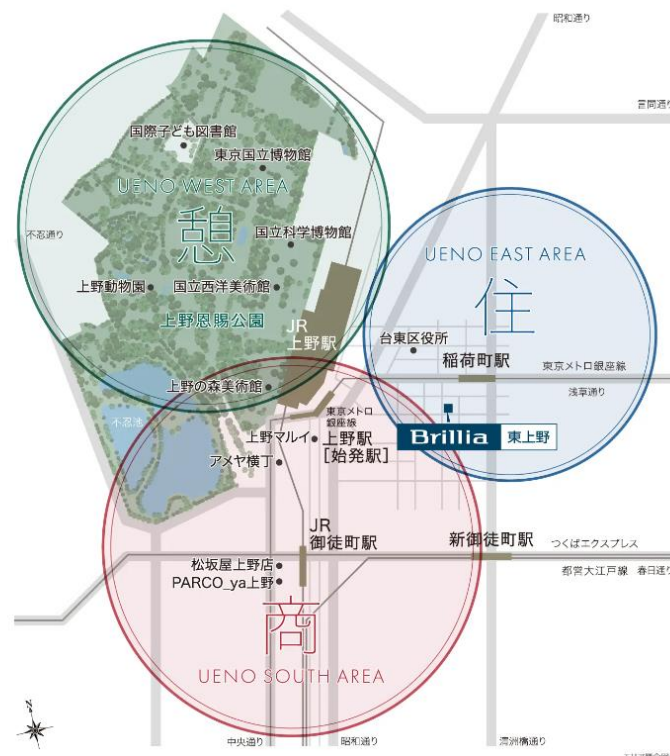 昭和通り
言問通り
国際子ども図書館
東京国立博物館
UENO WEST AREA
憩
国立科学博物館
不忍通り
上野動物園
国立西洋美術館
上野恩賜公園
JR
上野駅
UENO EAST AREA
住
台東区役所
稲荷町駅
東京メトロ銀座線
浅草通り
上野の森美術館
不忍池
東京メトロ
銀座線
上野マルイ
上野駅
[始発駅]
アメヤ横丁
Brillia 東上野
JR
御徒町駅
新御徒町駅
つくばエクスプレス
都営大江戸線 春日通り
松坂屋上野店
PARCO_ya上野
商
UENO SOUTH AREA
N
中央通り
昭和通り
清洲橋通り